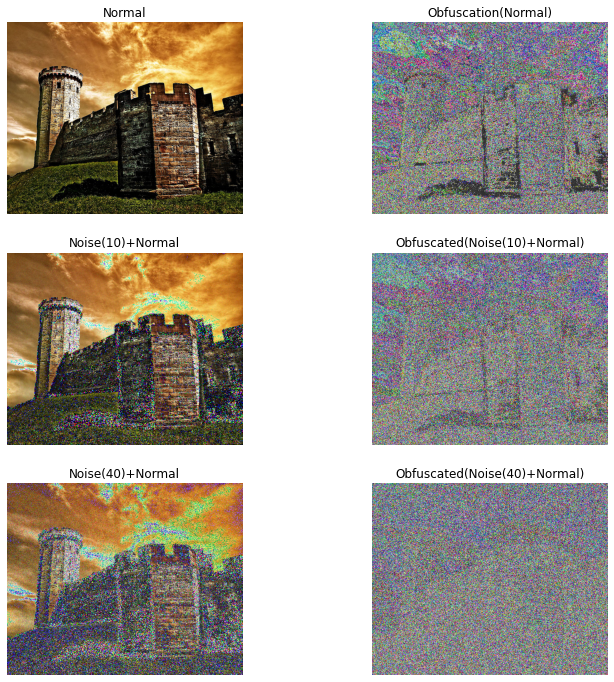 Normal
Obfuscation(Normal)
Noise(10)+Normal
Obfuscated(Noise(10)+Normal)
Noise(40)+Normal
Obfuscated(Noise(40)+Normal)